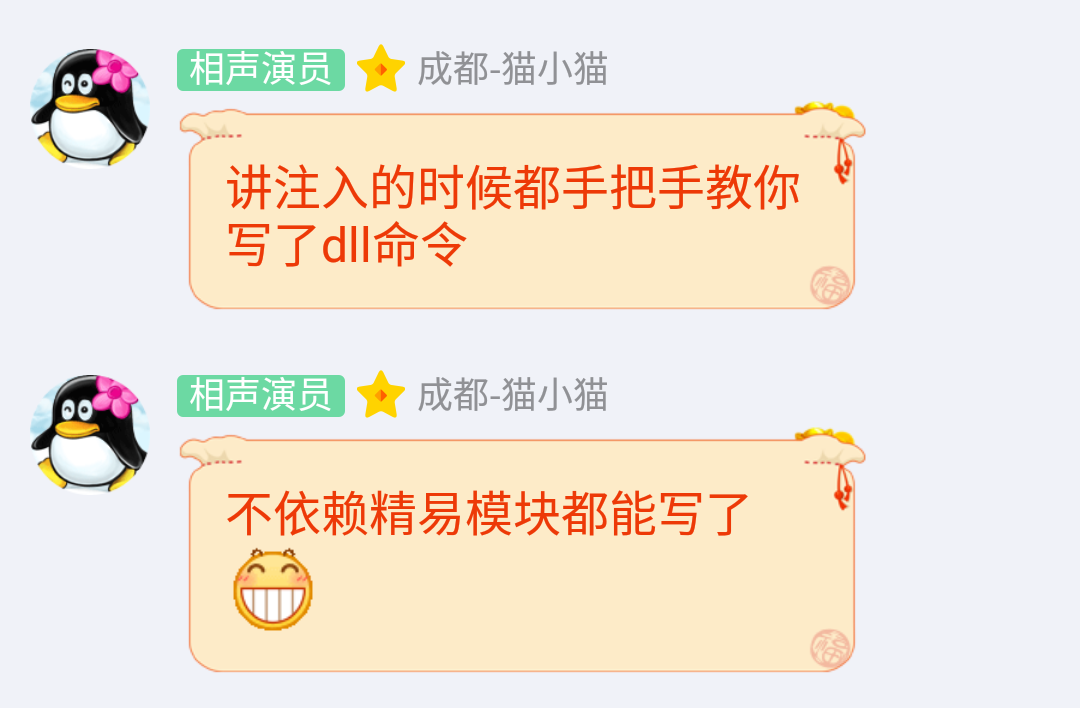 相声演员 成都-猫小猫
讲注入的时候都手把手教你
写了dll命令
福
相声演员 成都-猫小猫
不依赖精易模块都能写了
福